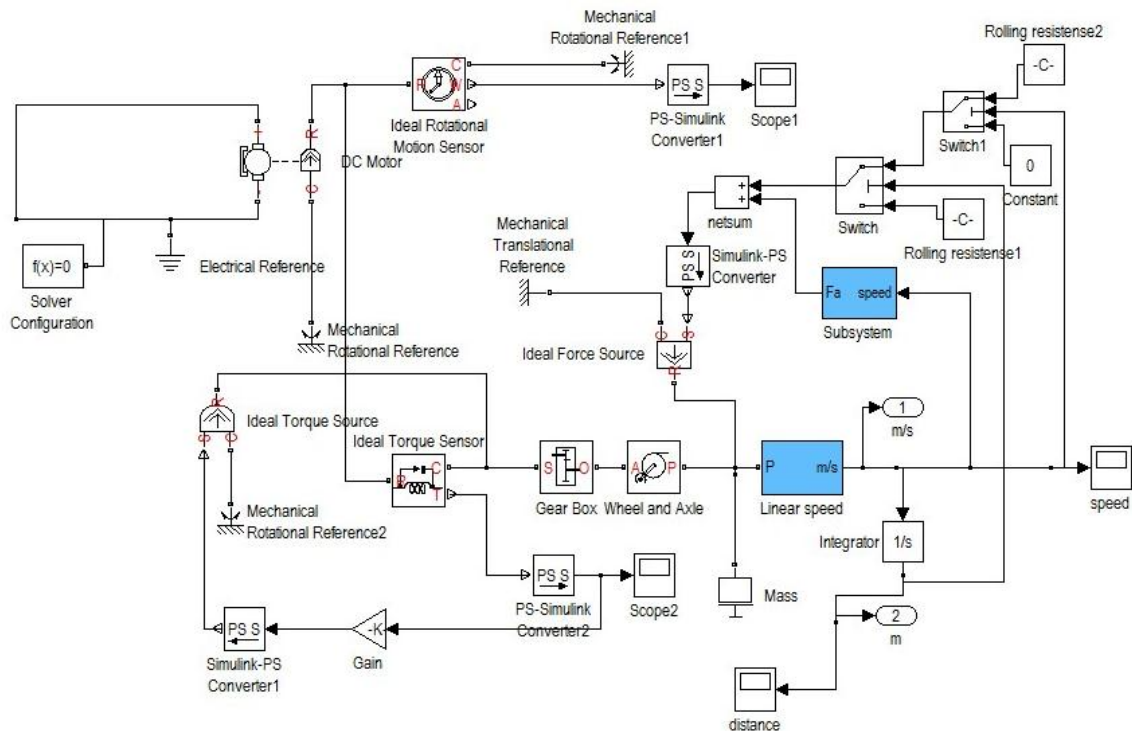 Mechanical
Rotational Reference1
Rolling resistense2
-C-
C
R
W
A
PS S
Ideal Rotational
Motion Sensor
PS-Simulink
Converter1
Scope1
+
-
R
C
DC Motor
Switch1
0
Constant
+
+
netsum
Switch
-C-
Rolling resistense1
Mechanical
Translational
Reference
PS S
Simulink-PS
Converter
f(x)=0
Solver
Configuration
Electrical Reference
Fa speed
Subsystem
Mechanical
Rotational Reference
C
S
R
Ideal Force Source
R
S
C
Ideal Torque Source
Ideal Torque Sensor
R
C
T
1
m/s
S O
Gear Box
A P
Wheel and Axle
P m/s
Linear speed
speed
Mechanical
Rotational Reference2
Integrator
1/s
PS S
PS-Simulink
Converter2
Scope2
Mass
2
m
PS S
Simulink-PS
Converter1
-K-
Gain
distance